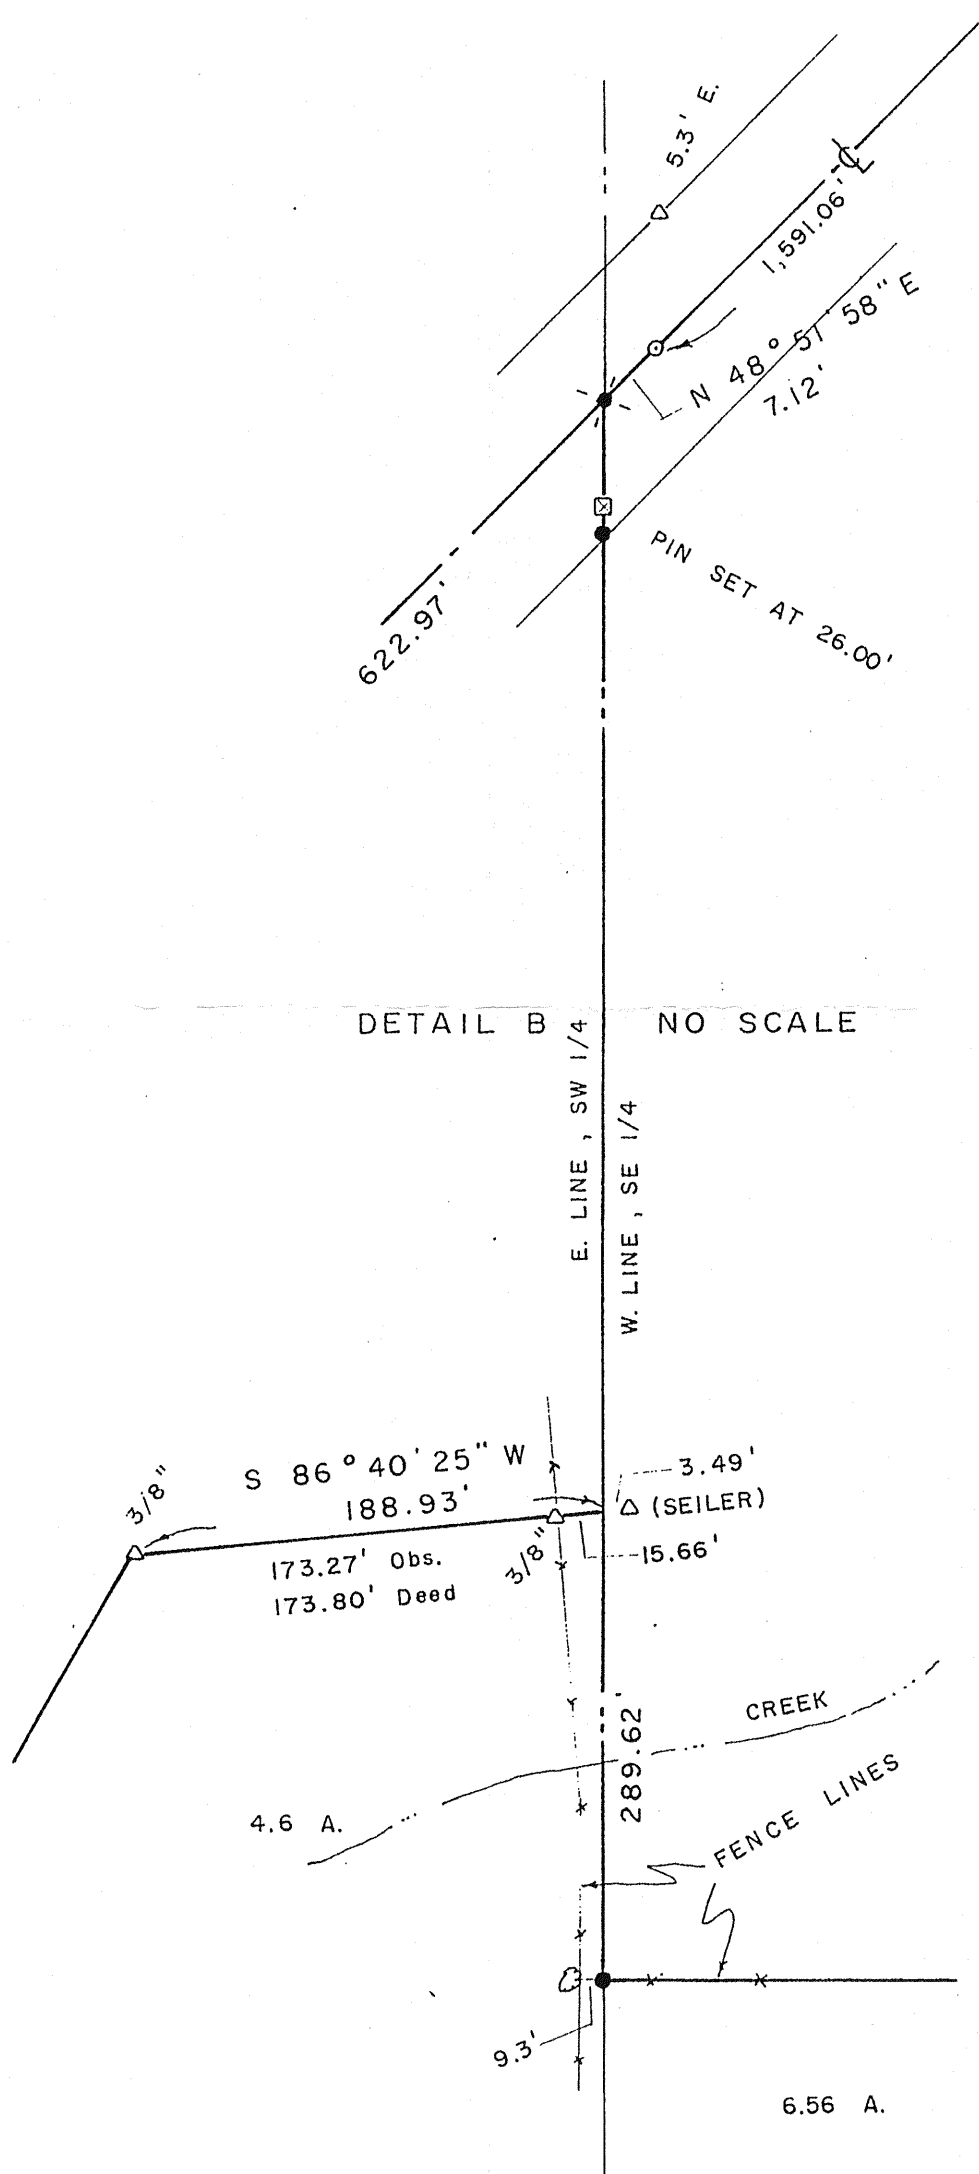 5.3' E.
℄
1,591.06'
N 48° 57' 58" E
7.12'
622.97'
PIN SET AT 26.00'
DETAIL B NO SCALE
E. LINE, SW 1/4
W. LINE, SE 1/4
3/8"
S 86° 40' 25" W
188.93'
3.49'
(SEILER)
173.27' Obs.
173.80' Deed
3/8"
15.66'
CREEK
289.62'
4.6 A.
FENCE LINES
9.3'
6.56 A.